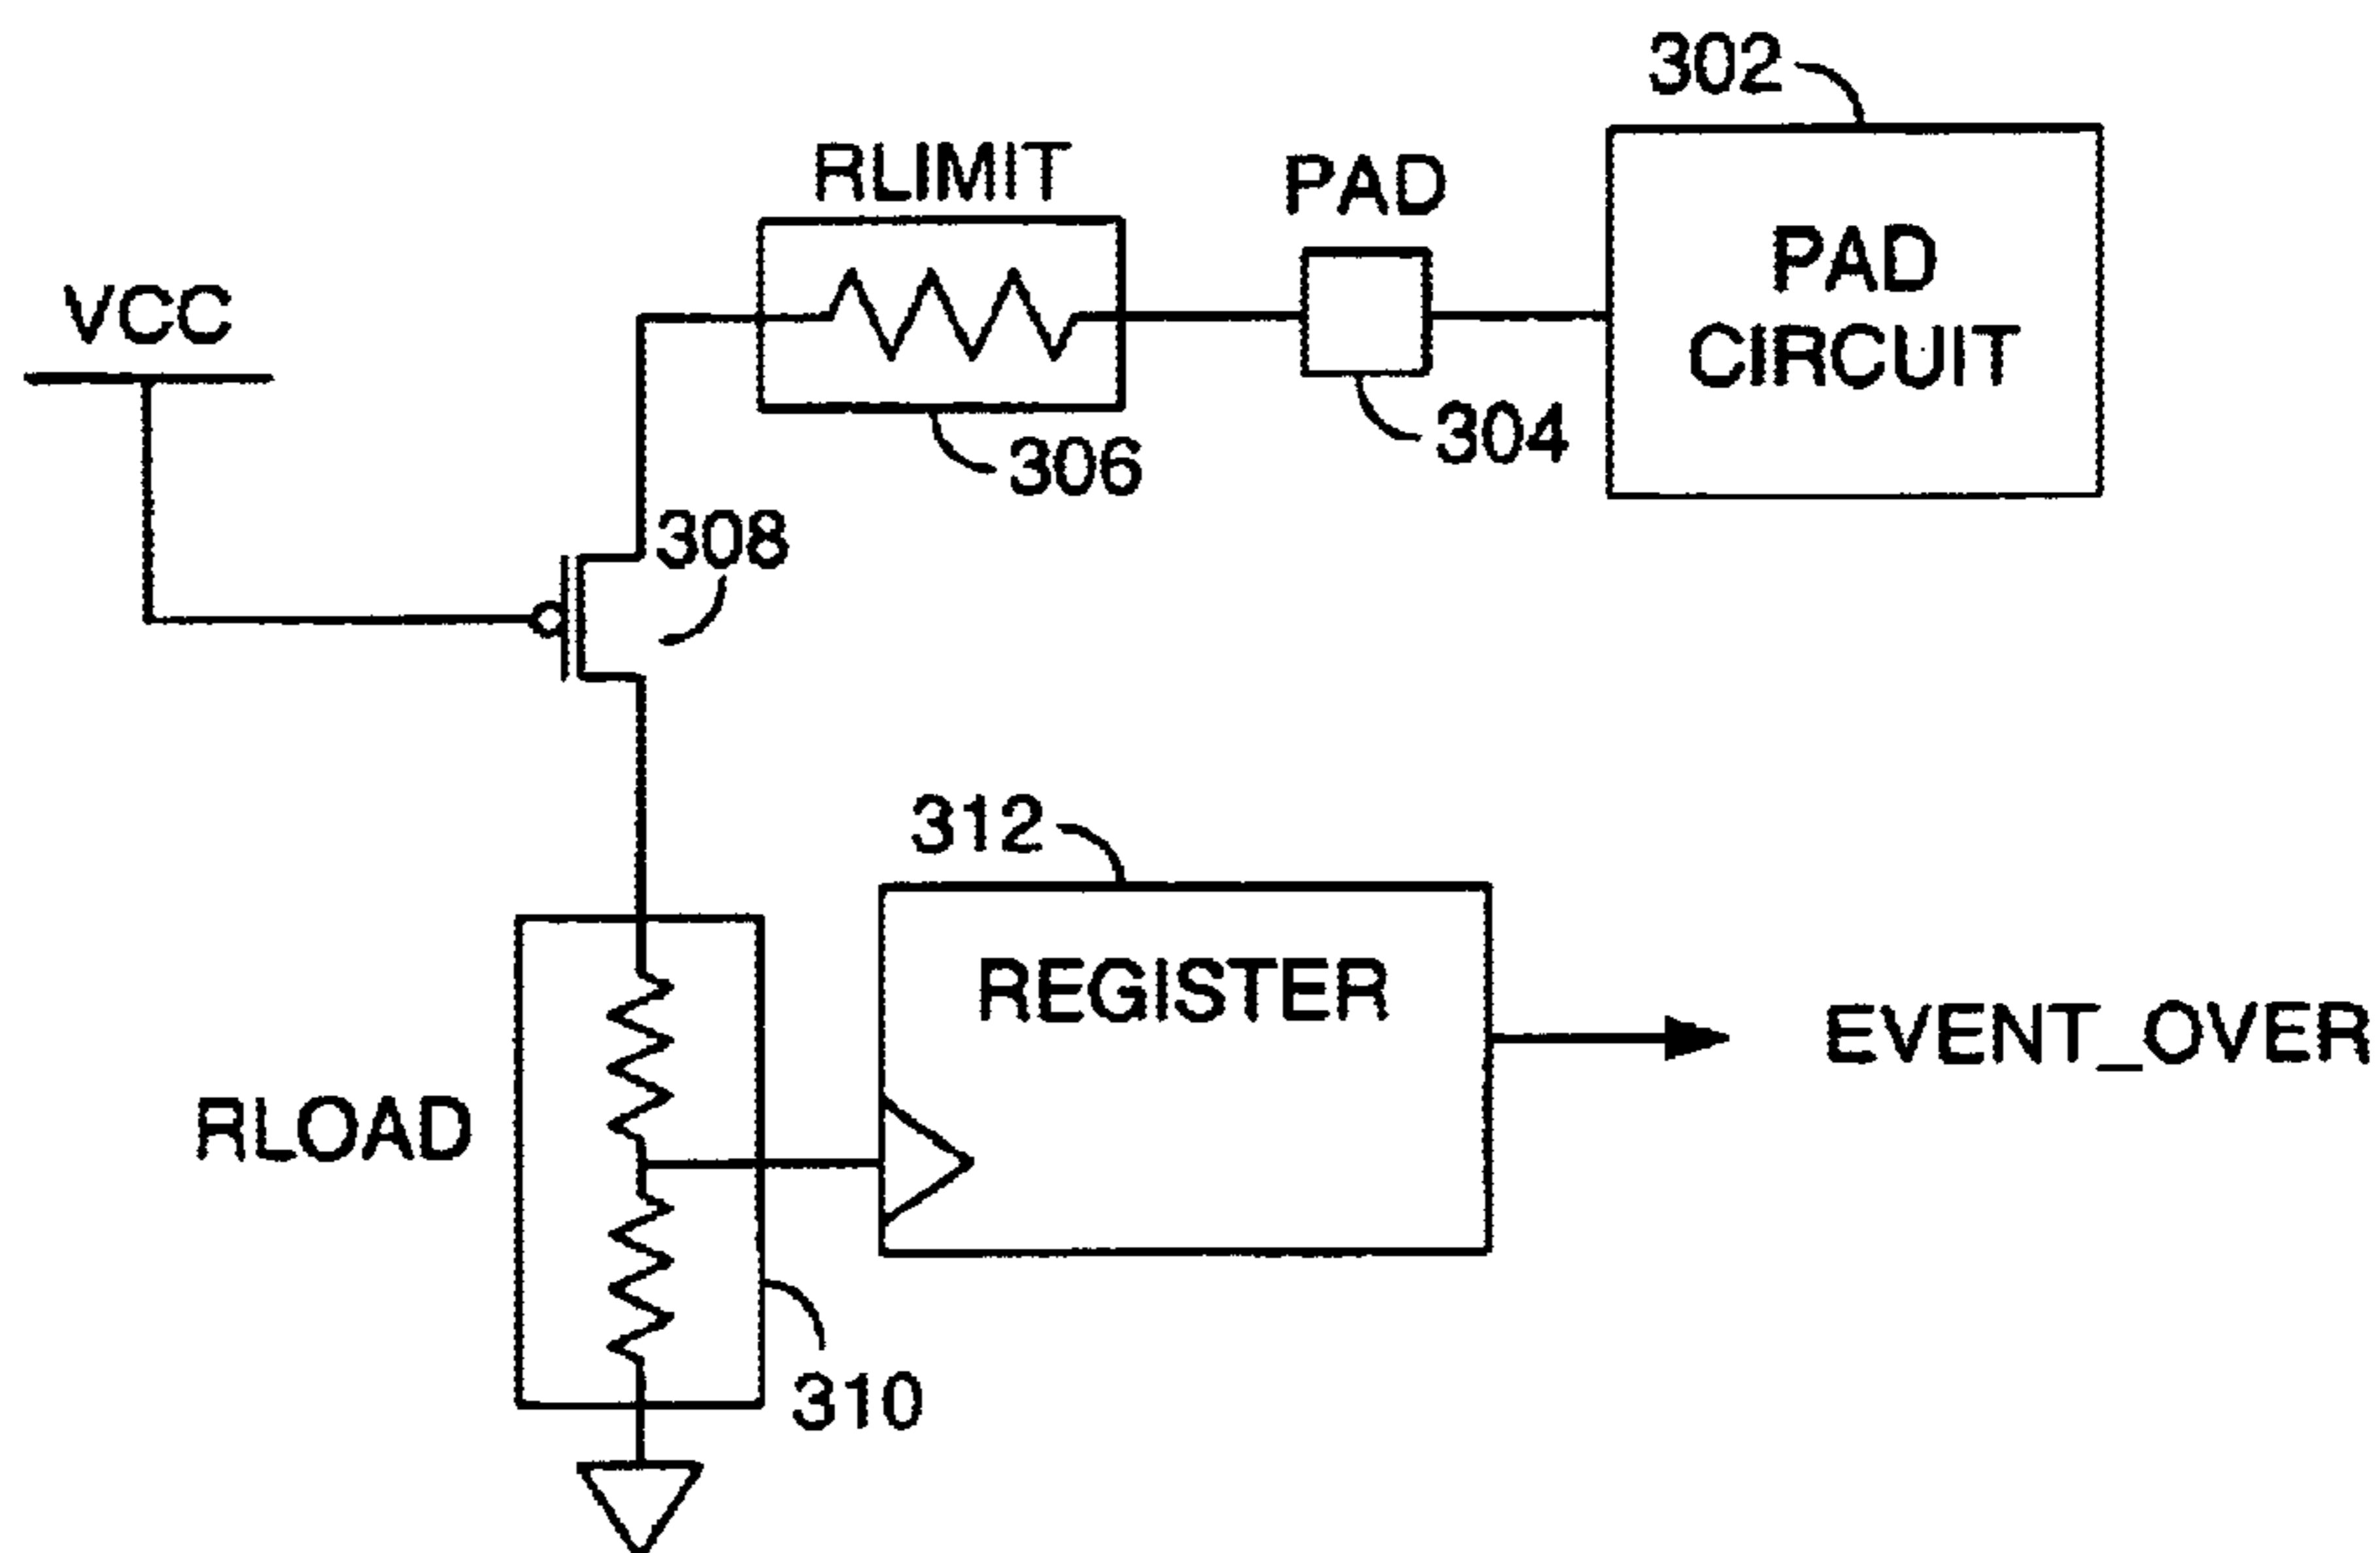 302
RLIMIT
PAD
PAD
CIRCUIT
VCC
304
306
308
312
REGISTER
EVENT_OVER
RLOAD
310